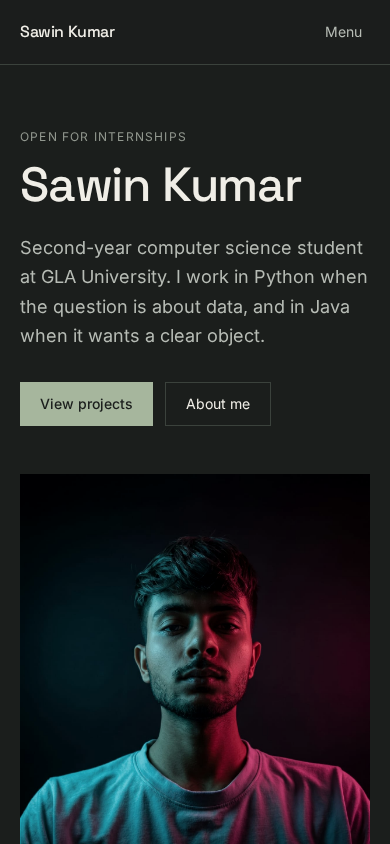 Sawin Kumar
Menu
OPEN FOR INTERNSHIPS
Sawin Kumar
Second-year computer science student
at GLA University. I work in Python when
the question is about data, and in Java
when it wants a clear object.
View projects
About me